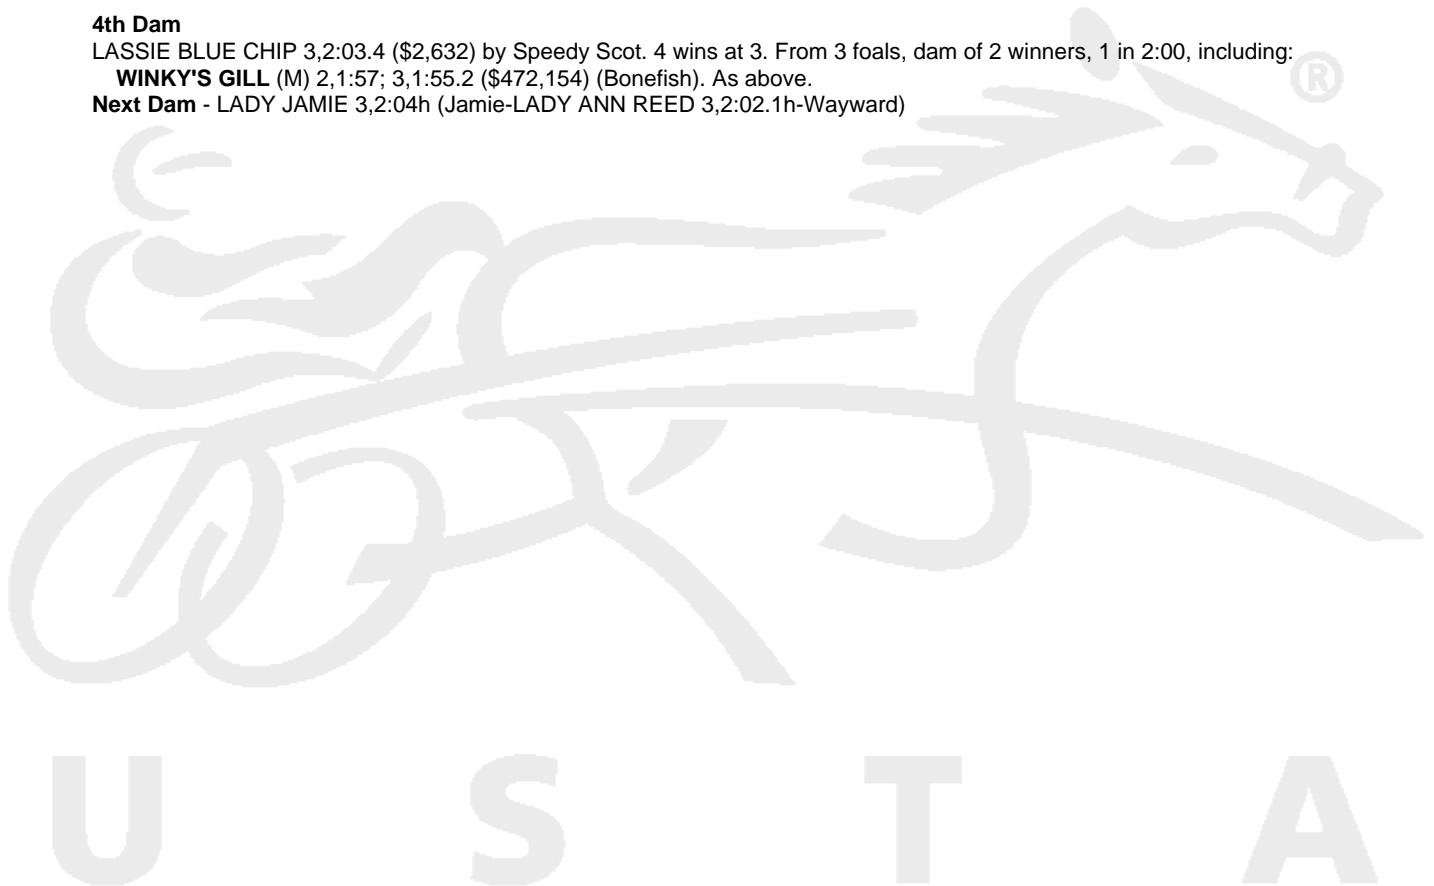 4th Dam
LASSIE BLUE CHIP 3,2:03.4 ($2,632) by Speedy Scot. 4 wins at 3. From 3 foals, dam of 2 winners, 1 in 2:00, including:
WINKY'S GILL (M) 2,1:57; 3,1:55.2 ($472,154) (Bonefish). As above.
Next Dam - LADY JAMIE 3,2:04h (Jamie-LADY ANN REED 3,2:02.1h-Wayward)
®
U S T A